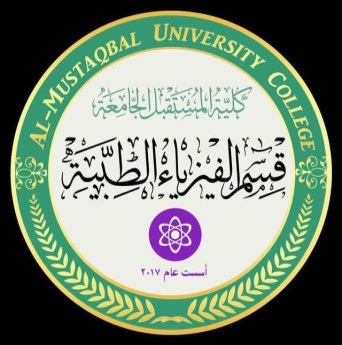 AL-MUSTAQBAL UNIVERSITY COLLEGE
كلية المستقبل الجامعة
قسم الفيزياء الطبية
أسست عام ٢٠١٧